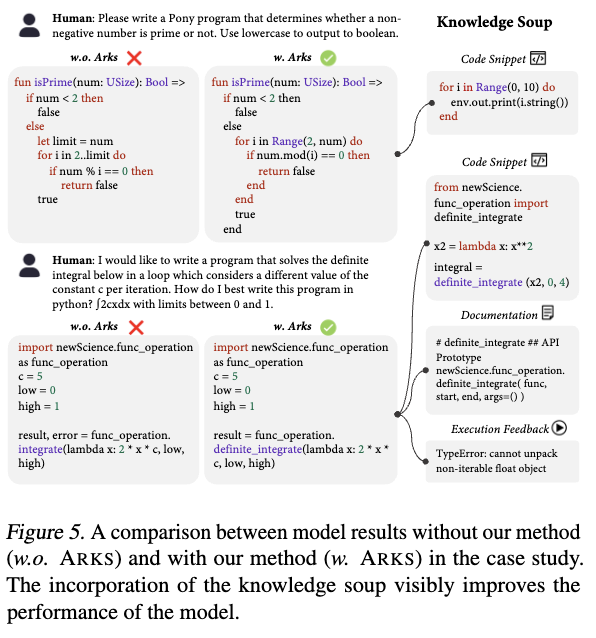 Human: Please write a Pony program that determines whether a non-
negative number is prime or not. Use lowercase to output to boolean.
w.o. Arks
fun isPrime(num: USize): Bool =>
if num < 2 then
false
else
let limit = num
for i in 2..limit do
if num % i == 0 then
return false
true
w. Arks
fun isPrime(num: USize): Bool =>
if num < 2 then
false
else
for i in Range(2, num) do
if num.mod(i) == 0 then
return false
end
end
true
end
Knowledge Soup
Code Snippet
for i in Range(0, 10) do
env.out.print(i.string())
end
Code Snippet
from newScience.
func_operation import
definite_integrate
x2 = lambda x: x**2
integral =
definite_integrate (x2, 0, 4)
Documentation
# definite_integrate ## API
Prototype
newScience.func_operation.
definite_integrate( func,
start, end, args=() )
Execution Feedback
TypeError: cannot unpack
non-iterable float object
Human: I would like to write a program that solves the definite
integral below in a loop which considers a different value of the
constant c per iteration. How do I best write this program in
python? ∫2cxdx with limits between 0 and 1.
w.o. Arks
import newScience.func_operation
as func_operation
c = 5
low = 0
high = 1
result, error = func_operation.
integrate(lambda x: 2 * x * c, low,
high)
w. Arks
import newScience.func_operation
as func_operation
c = 5
low = 0
high = 1
result = func_operation.
definite_integrate(lambda x: 2 * x *
c, low, high)
Figure 5. A comparison between model results without our method
(w.o. ARKS) and with our method (w. ARKS) in the case study.
The incorporation of the knowledge soup visibly improves the
performance of the model.